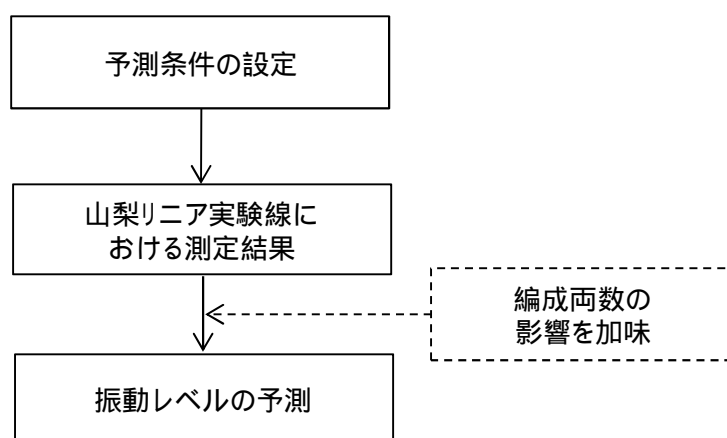 予測条件の設定
山梨リニア実験線に
おける測定結果
編成両数の
影響を加味
振動レベルの予測